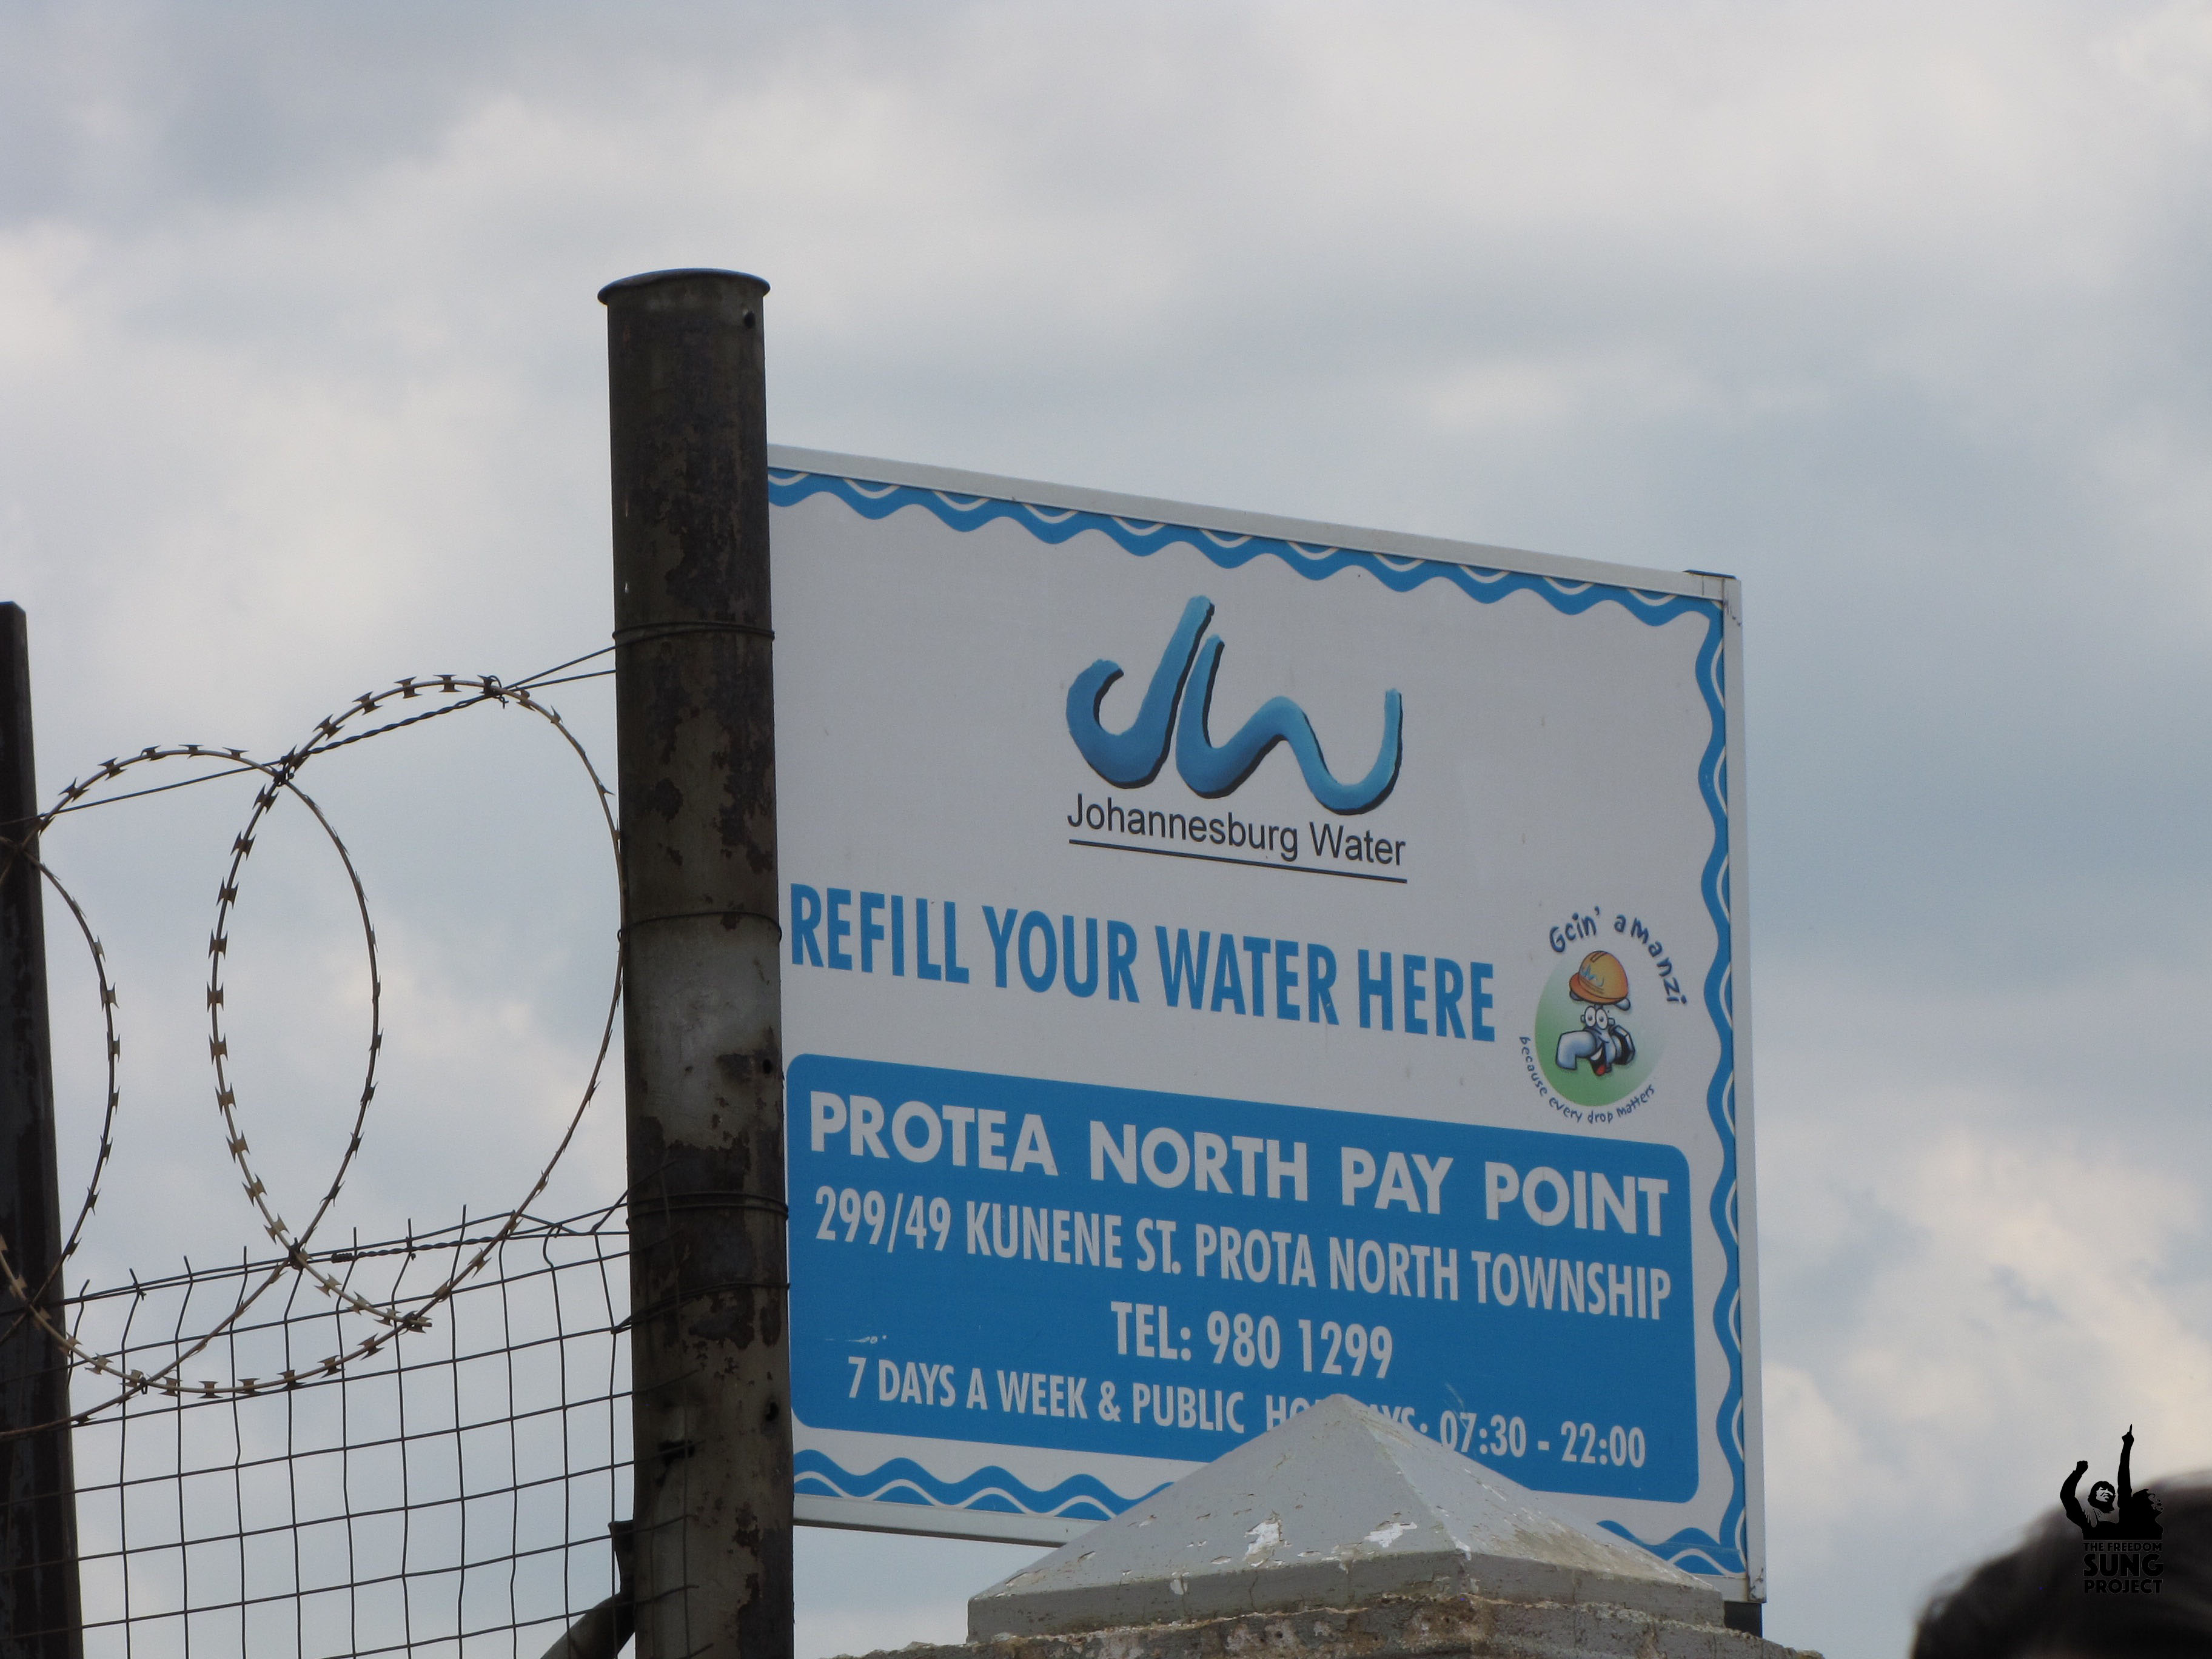 JW
Johannesburg Water
REFILL YOUR WATER HERE
Gcin' amanzi
because every drop matters
PROTEA NORTH PAY POINT
299/49 KUNENE ST. PROTA NORTH TOWNSHIP
TEL: 980 1299
7 DAYS A WEEK & PUBLIC HOLIDAYS: 07:30 - 22:00
THE FREEDOM
SUNG
PROJECT